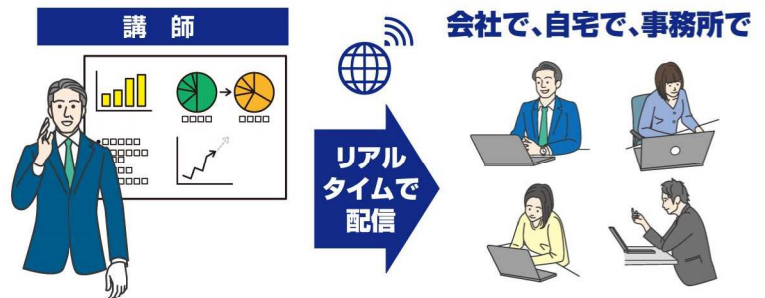 講師
リアル
タイムで
配信
会社で、自宅で、事務所で